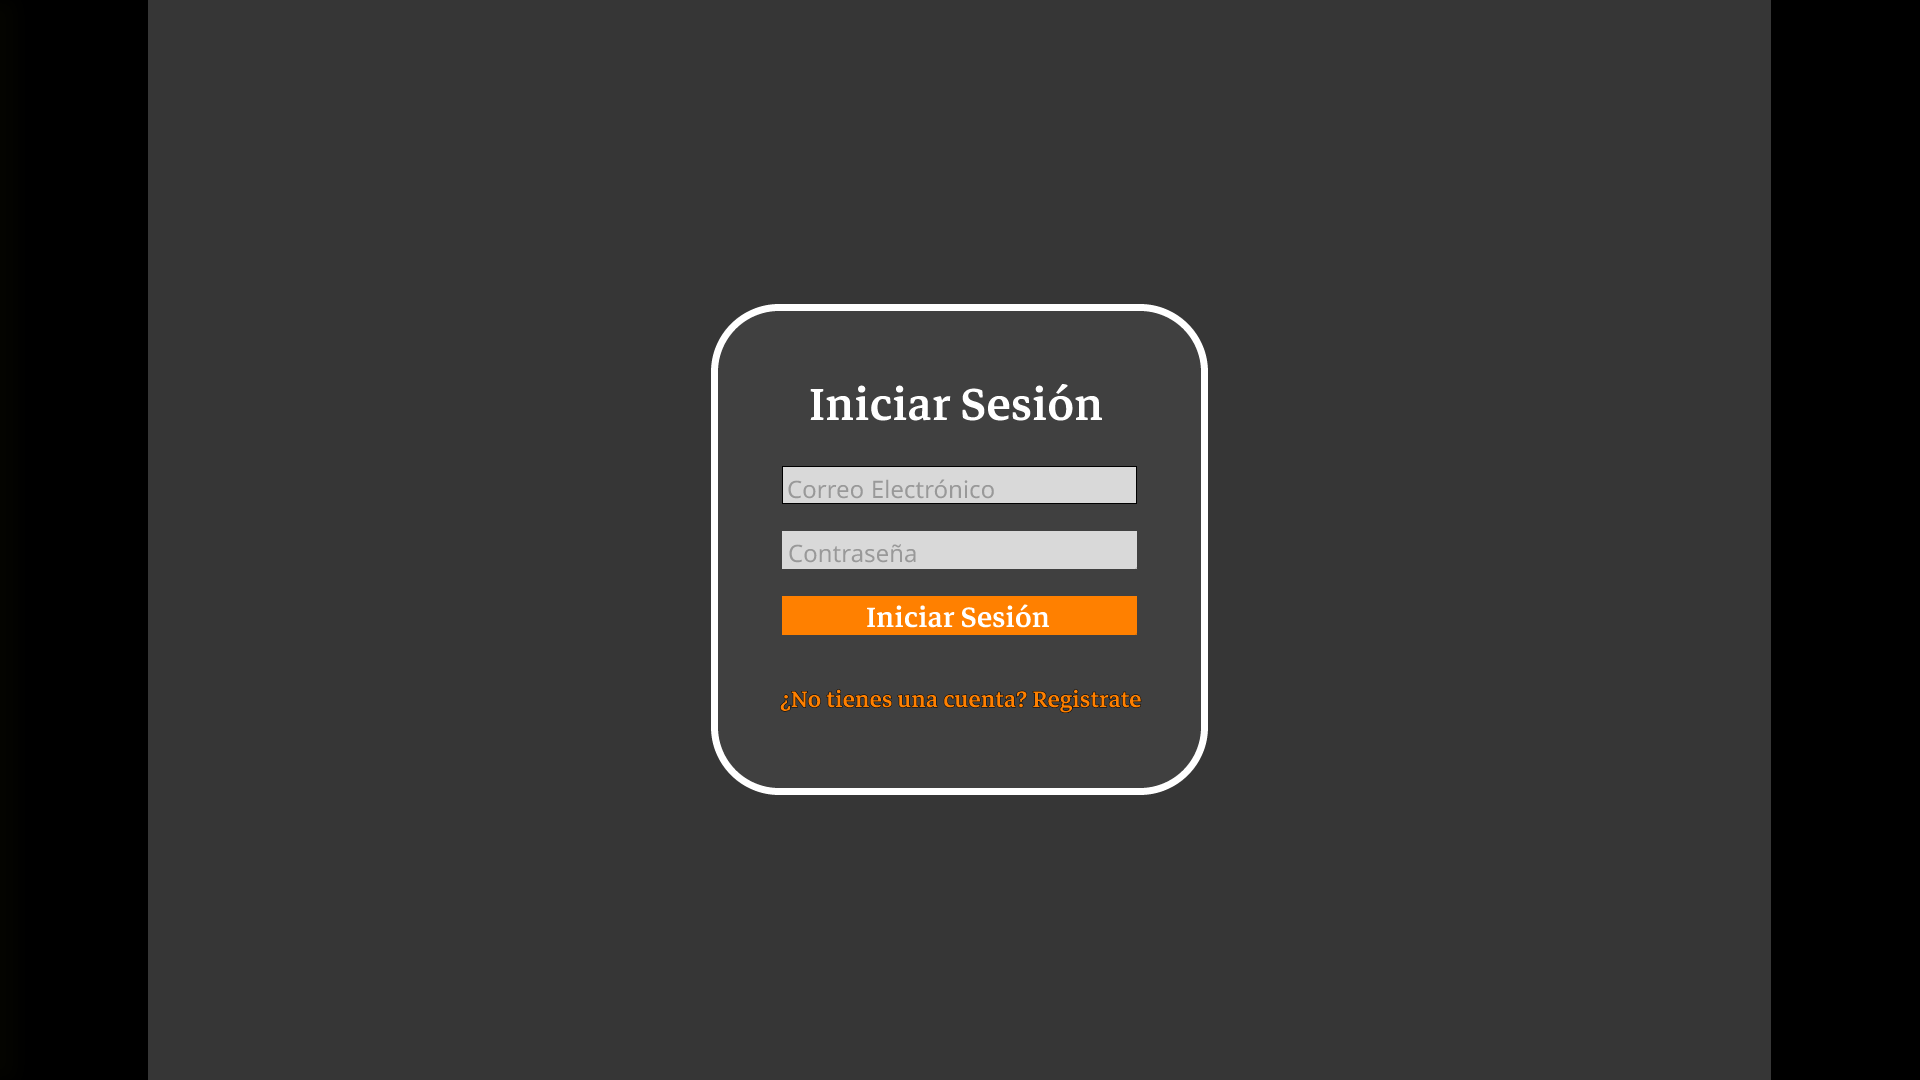 Iniciar Sesión
Correo Electrónico
Contraseña
Iniciar Sesión
¿No tienes una cuenta? Registrate